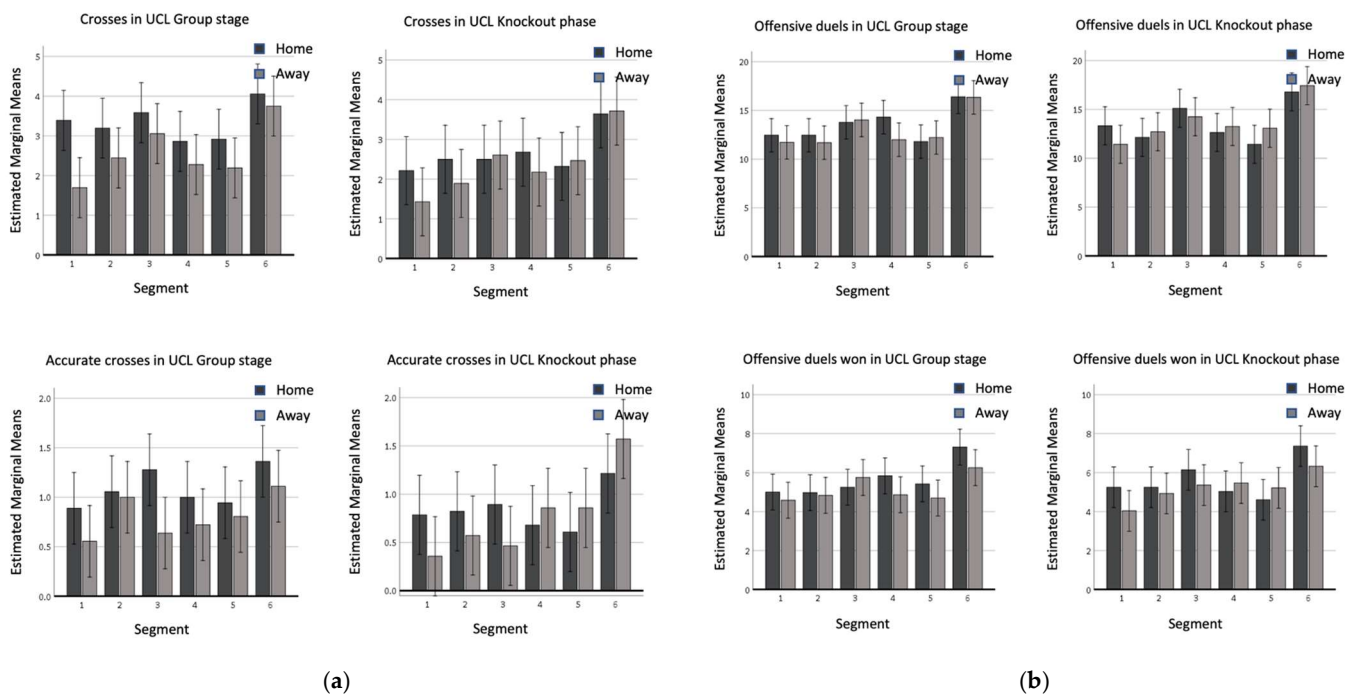 Crosses in UCL Group stage
Home
Away
Estimated Marginal Means
5
4
3
2
1
0
1 2 3 4 5 6
Segment
Crosses in UCL Knockout phase
Home
Away
Estimated Marginal Means
5
4
3
2
1
0
1 2 3 4 5 6
Segment
Accurate crosses in UCL Group stage
Home
Away
Estimated Marginal Means
2.0
1.5
1.0
0.5
0.0
1 2 3 4 5 6
Segment
Accurate crosses in UCL Knockout phase
Home
Away
Estimated Marginal Means
2.0
1.5
1.0
0.5
0.0
1 2 3 4 5 6
Segment
(a)
Offensive duels in UCL Group stage
Home
Away
Estimated Marginal Means
20
15
10
5
0
1 2 3 4 5 6
Segment
Offensive duels in UCL Knockout phase
Home
Away
Estimated Marginal Means
20
15
10
5
0
1 2 3 4 5 6
Segment
Offensive duels won in UCL Group stage
Home
Away
Estimated Marginal Means
10
8
6
4
2
0
1 2 3 4 5 6
Segment
Offensive duels won in UCL Knockout phase
Home
Away
Estimated Marginal Means
10
8
6
4
2
0
1 2 3 4 5 6
Segment
(b)